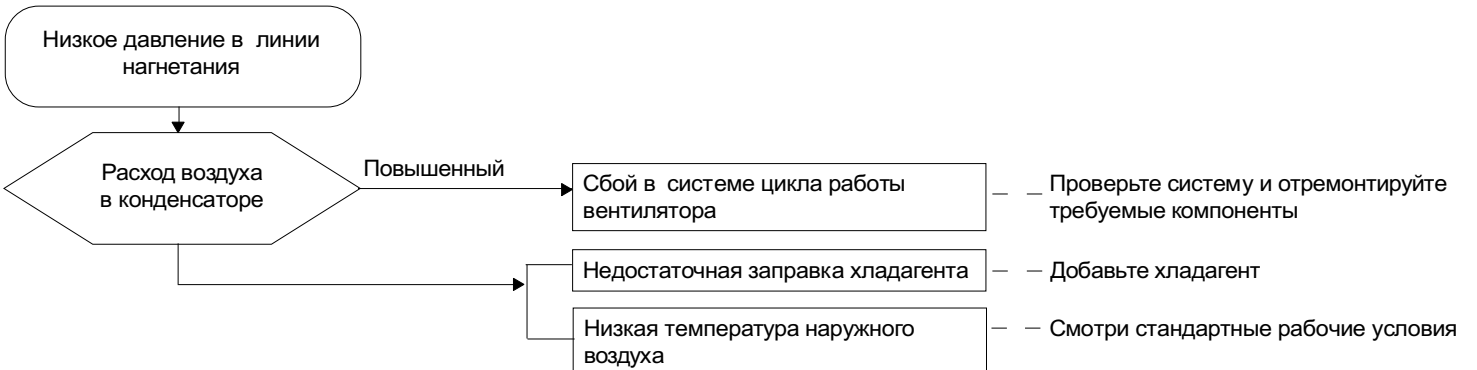 Низкое давление в линии
нагнетания
Расход воздуха
в конденсаторе
Повышенный
Сбой в системе цикла работы
вентилятора
Проверьте систему и отремонтируйте
требуемые компоненты
Недостаточная заправка хладагента
Добавьте хладагент
Низкая температура наружного
воздуха
Смотри стандартные рабочие условия